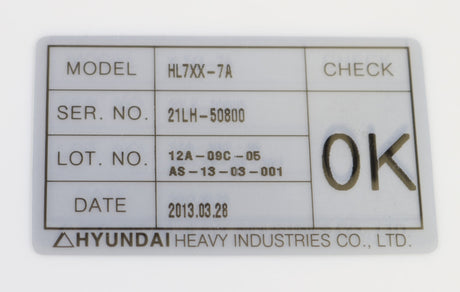 MODEL HL7XX-7A CHECK
SER. NO. 21LH-50800
LOT. NO. 12A-09C-05
AS-13-03-001
OK
DATE 2013.03.28
HYUNDAI HEAVY INDUSTRIES CO., LTD.